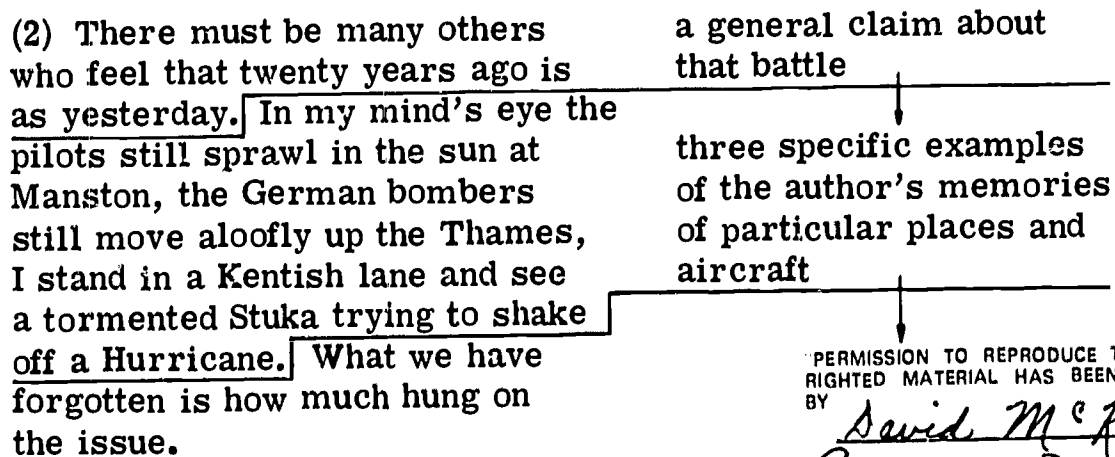 (2) There must be many others
who feel that twenty years ago is
as yesterday. In my mind's eye the
pilots still sprawl in the sun at
Manston, the German bombers
still move aloofly up the Thames,
I stand in a Kentish lane and see
a tormented Stuka trying to shake
off a Hurricane. What we have
forgotten is how much hung on
the issue.
a general claim about
that battle
three specific examples
of the author's memories
of particular places and
aircraft
PERMISSION TO REPRODUCE
RIGHTED MATERIAL HAS BEEN
BY
David